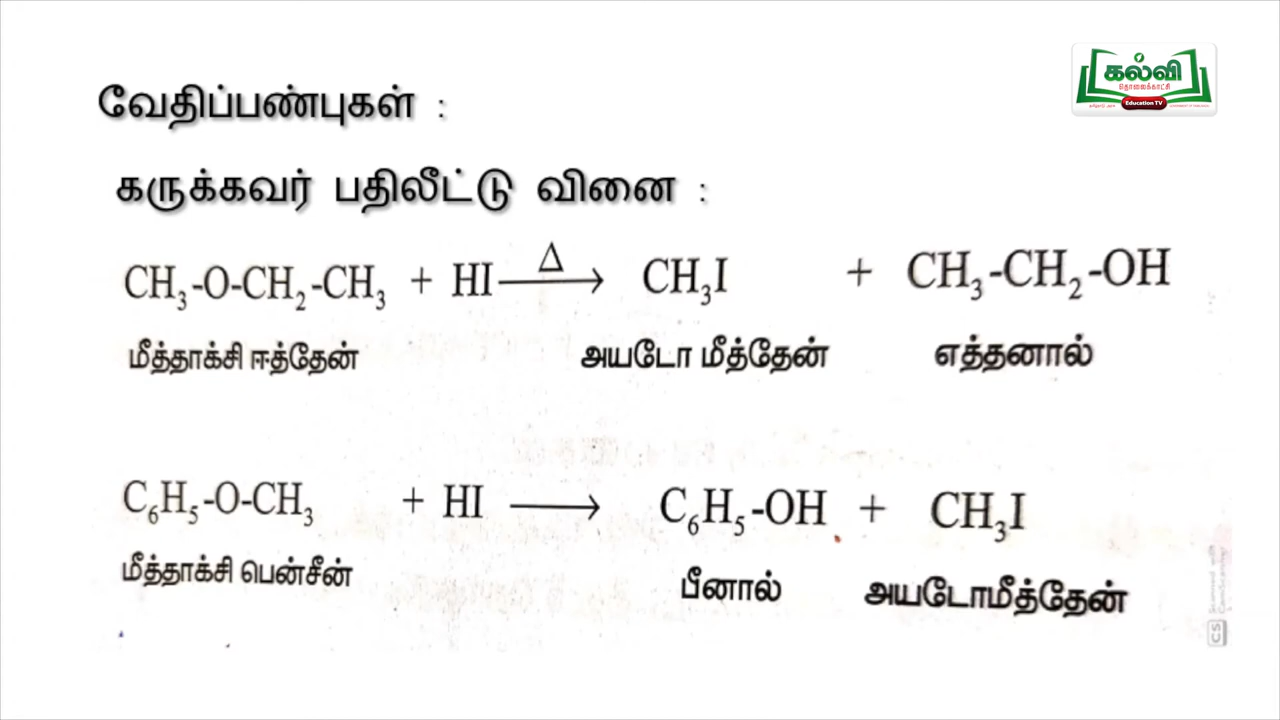 கல்வி
தொலைக்காட்சி
Education TV
வேதிப்பண்புகள் :
கருக்கவர் பதிலீட்டு வினை :
CH₃-O-CH₂-CH₃ + HI —Δ→ CH₃I + CH₃-CH₂-OH
மீத்தாக்சி ஈத்தேன் அயடோ மீத்தேன் எத்தனால்
C₆H₅-O-CH₃ + HI ⟶ C₆H₅-OH + CH₃I
மீத்தாக்சி பென்சீன் பீனால் அயடோமீத்தேன்
CS